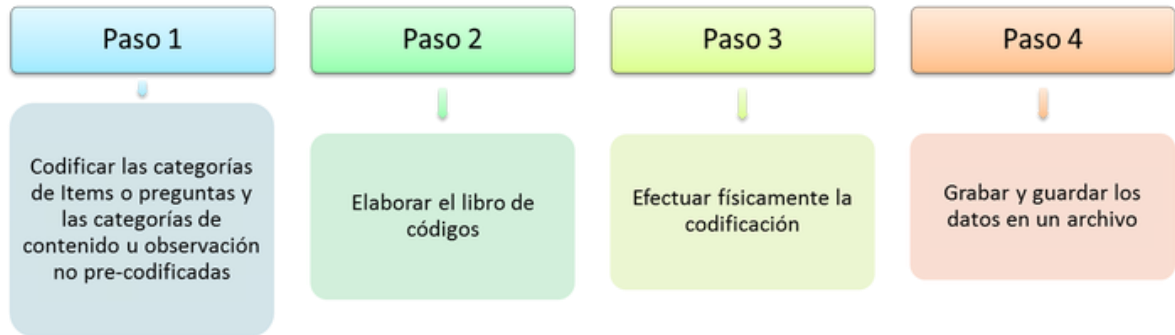 Paso 1
Codificar las categorías
de Items o preguntas y
las categorías de
contenido u observación
no pre-codificadas
Paso 2
Elaborar el libro de
códigos
Paso 3
Efectuar físicamente la
codificación
Paso 4
Grabar y guardar los
datos en un archivo